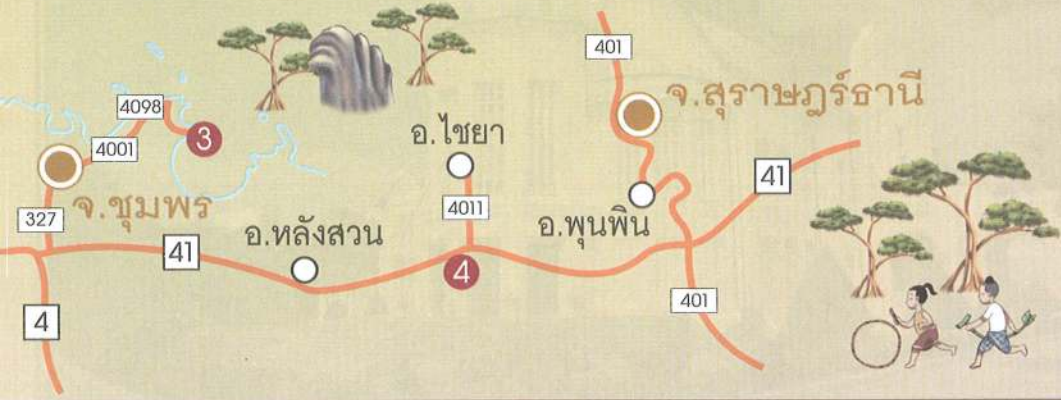 401
จ.สุราษฎร์ธานี
4098
3
4001
อ.ไชยา
41
327
จ.ชุมพร
4011
อ.หลังสวน
41
อ.พุนพิน
4
401
4